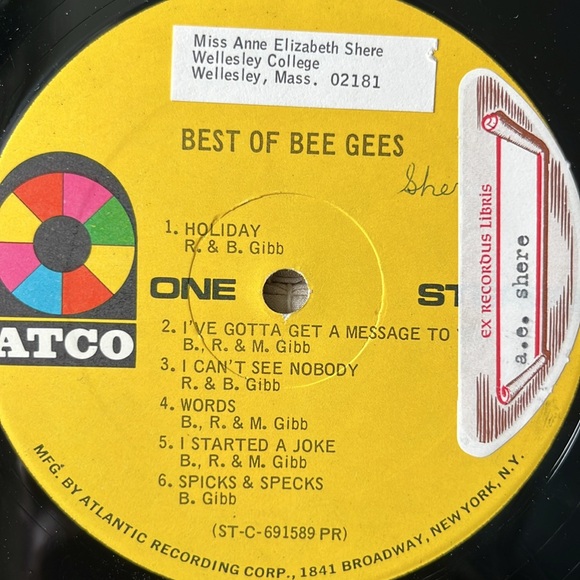 Miss Anne Elizabeth Shere
Wellesley College
Wellesley, Mass. 02181
BEST OF BEE GEES
She
1. HOLIDAY
R. & B. Gibb
ONE
ST
ATCO
2. I'VE GOTTA GET A MESSAGE TO
B., R. & M. Gibb
3. I CAN'T SEE NOBODY
R. & B. Gibb
4. WORDS
B., R. & M. Gibb
5. I STARTED A JOKE
B., R. & M. Gibb
6. SPICKS & SPECKS
B. Gibb
(ST-C-691589 PR)
MFG. BY ATLANTIC RECORDING CORP., 1841 BROADWAY, NEW YORK, N.Y.
EX RECORDUS LIBRIS
a.e. shere